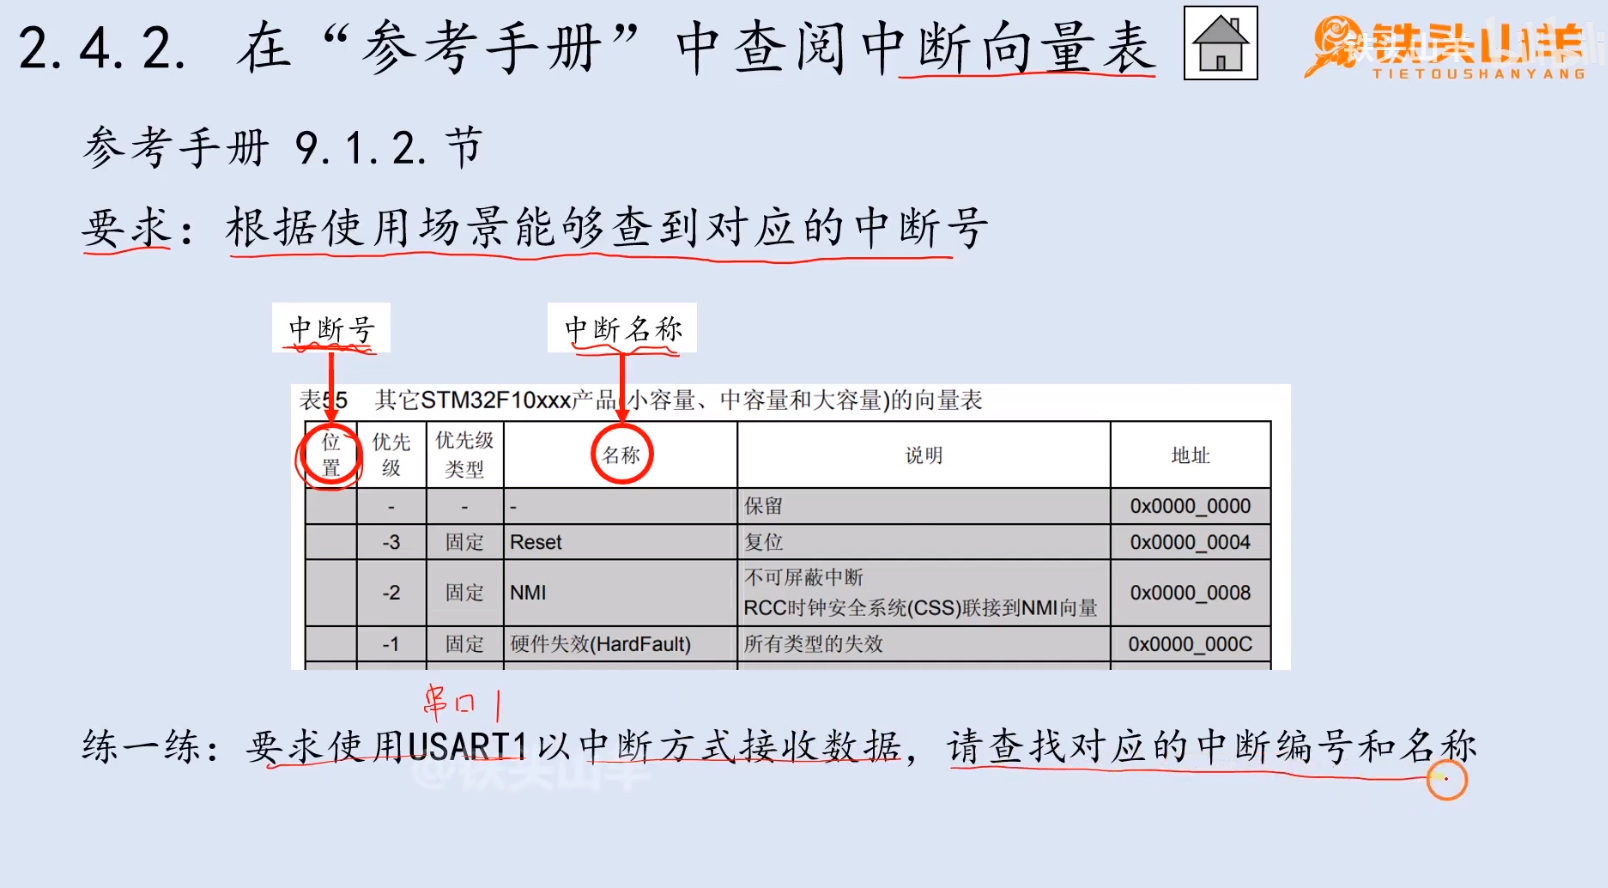 2.4.2. 在“参考手册”中查阅中断向量表
铁头山羊
TIETOUSHANYANG
参考手册 9.1.2.节
要求：根据使用场景能够查到对应的中断号
中断号
中断名称
表55 其它STM32F10xxx产品(小容量、中容量和大容量)的向量表
位置 优先级 优先级类型 名称 说明 地址
- - - 保留 0x0000_0000
-3 固定 Reset 复位 0x0000_0004
-2 固定 NMI 不可屏蔽中断 RCC时钟安全系统(CSS)联接到NMI向量 0x0000_0008
-1 固定 硬件失效(HardFault) 所有类型的失效 0x0000_000C
串口1
练一练：要求使用USART1以中断方式接收数据，请查找对应的中断编号和名称
@铁头山羊